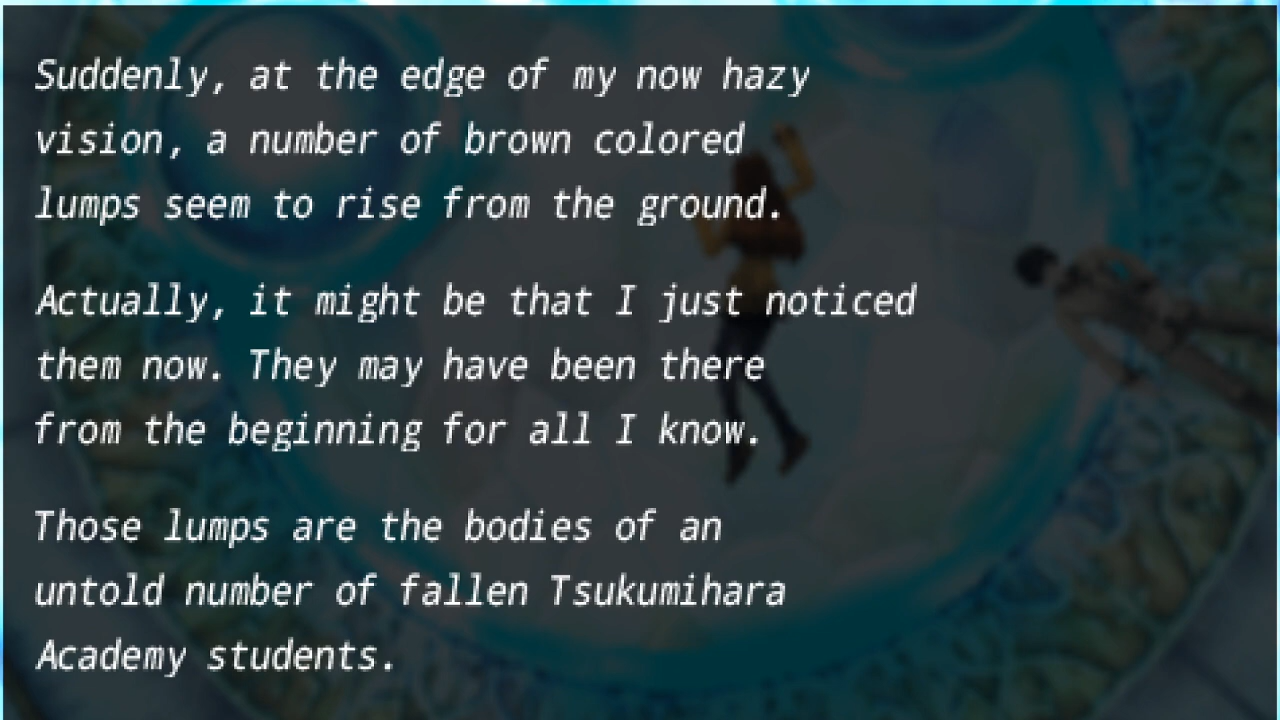 Suddenly, at the edge of my now hazy
vision, a number of brown colored
lumps seem to rise from the ground.
Actually, it might be that I just noticed
them now. They may have been there
from the beginning for all I know.
Those lumps are the bodies of an
untold number of fallen Tsukumihara
Academy students.